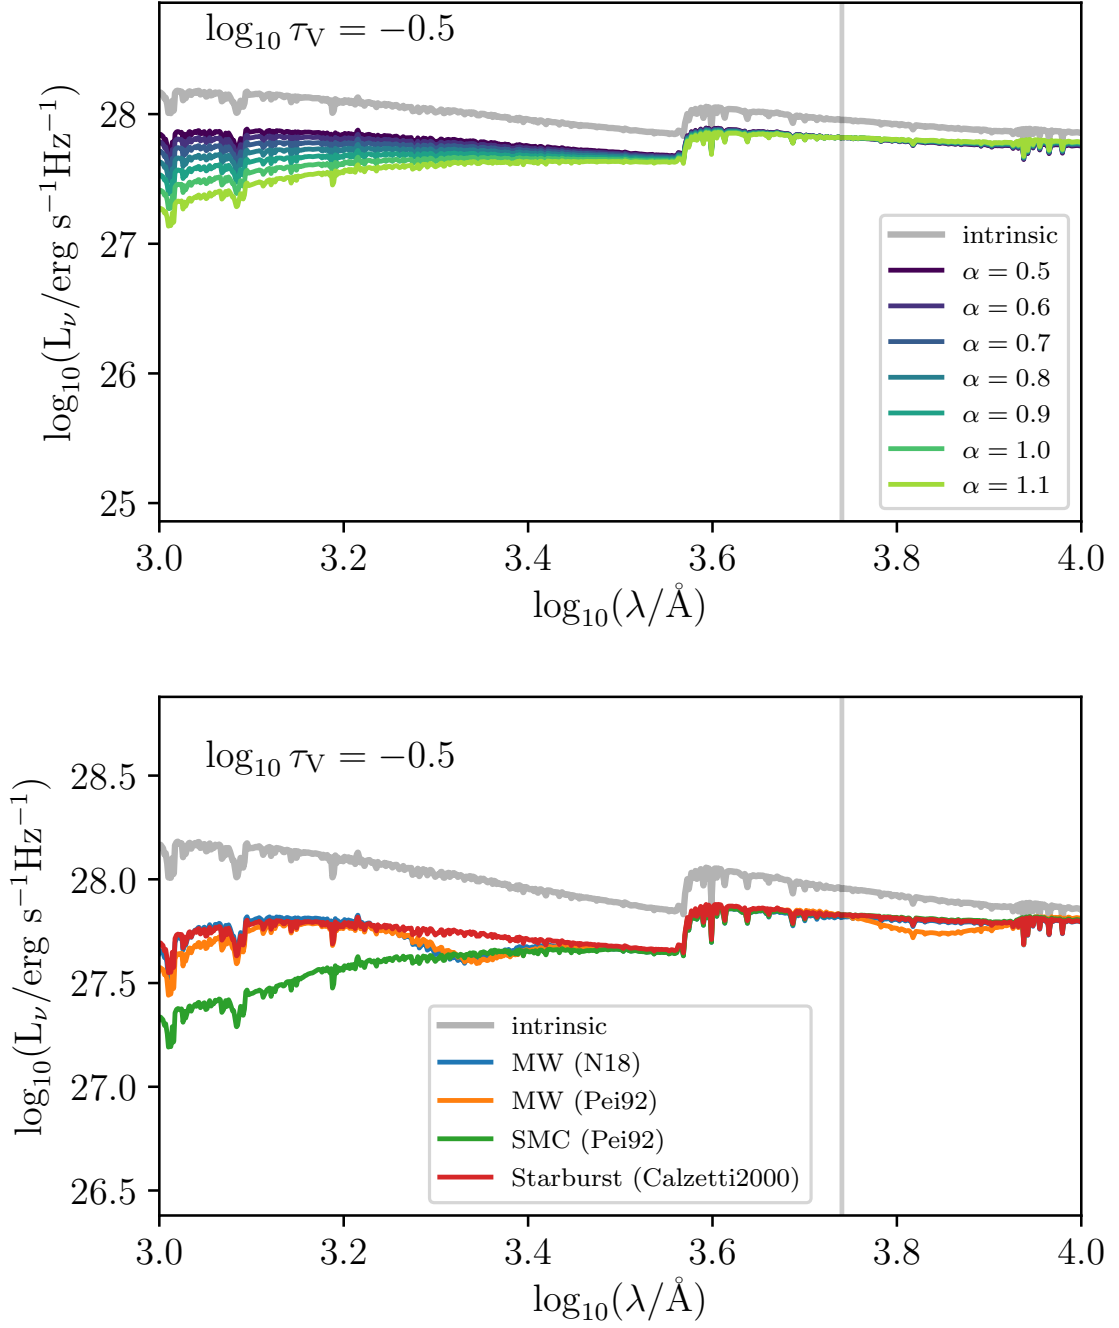 log₁₀ τ_V = −0.5
log₁₀(L_ν/erg s⁻¹Hz⁻¹)
28
27
26
25
intrinsic
α = 0.5
α = 0.6
α = 0.7
α = 0.8
α = 0.9
α = 1.0
α = 1.1
3.0 3.2 3.4 3.6 3.8 4.0
log₁₀(λ/Å)
log₁₀ τ_V = −0.5
log₁₀(L_ν/erg s⁻¹Hz⁻¹)
28.5
28.0
27.5
27.0
26.5
intrinsic
MW (N18)
MW (Pei92)
SMC (Pei92)
Starburst (Calzetti2000)
3.0 3.2 3.4 3.6 3.8 4.0
log₁₀(λ/Å)